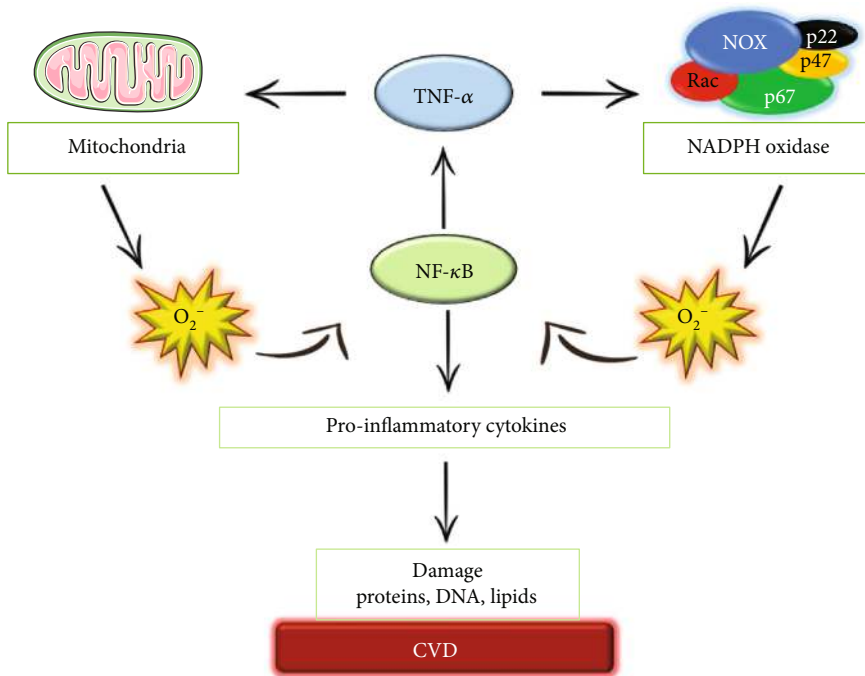 NOX
p22
p47
Rac
p67
TNF-α
Mitochondria
NADPH oxidase
NF-κB
O₂⁻
O₂⁻
Pro-inflammatory cytokines
Damage
proteins, DNA, lipids
CVD